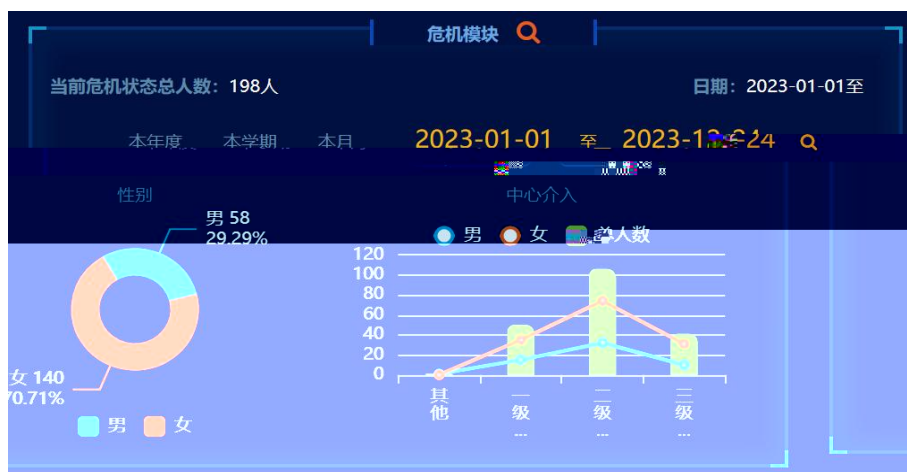 危机模块
当前危机状态总人数：198人
日期：2023-01-01至
本年度 本学期 本月 2023-01-01 至
性别
中心介入
男 58
29.29%
男 女 总人数
120
100
80
60
40
20
0
女 140
70.71%
其他 一级... 二级... 三级...
男 女